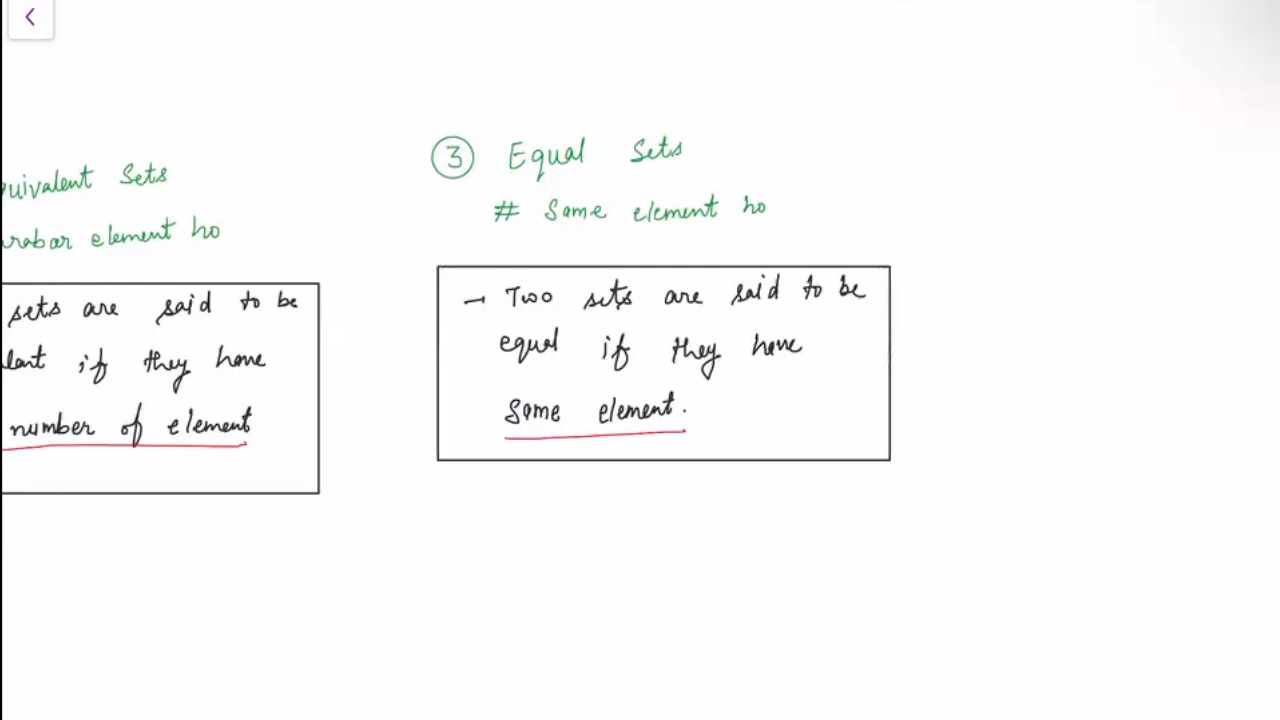 uivalent Sets
rabar element ho
sets are said to be
lent if they have
number of element
3 Equal Sets
# Same element ho
→ Two sets are said to be
equal if they have
Same element.